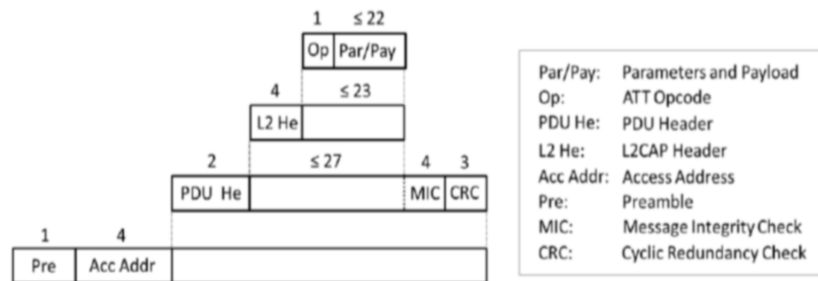 1 ≤ 22
Op Par/Pay
4 ≤ 23
L2 He
2 ≤ 27 4 3
PDU He MIC CRC
1 4
Pre Acc Addr
Par/Pay: Parameters and Payload
Op: ATT Opcode
PDU He: PDU Header
L2 He: L2CAP Header
Acc Addr: Access Address
Pre: Preamble
MIC: Message Integrity Check
CRC: Cyclic Redundancy Check